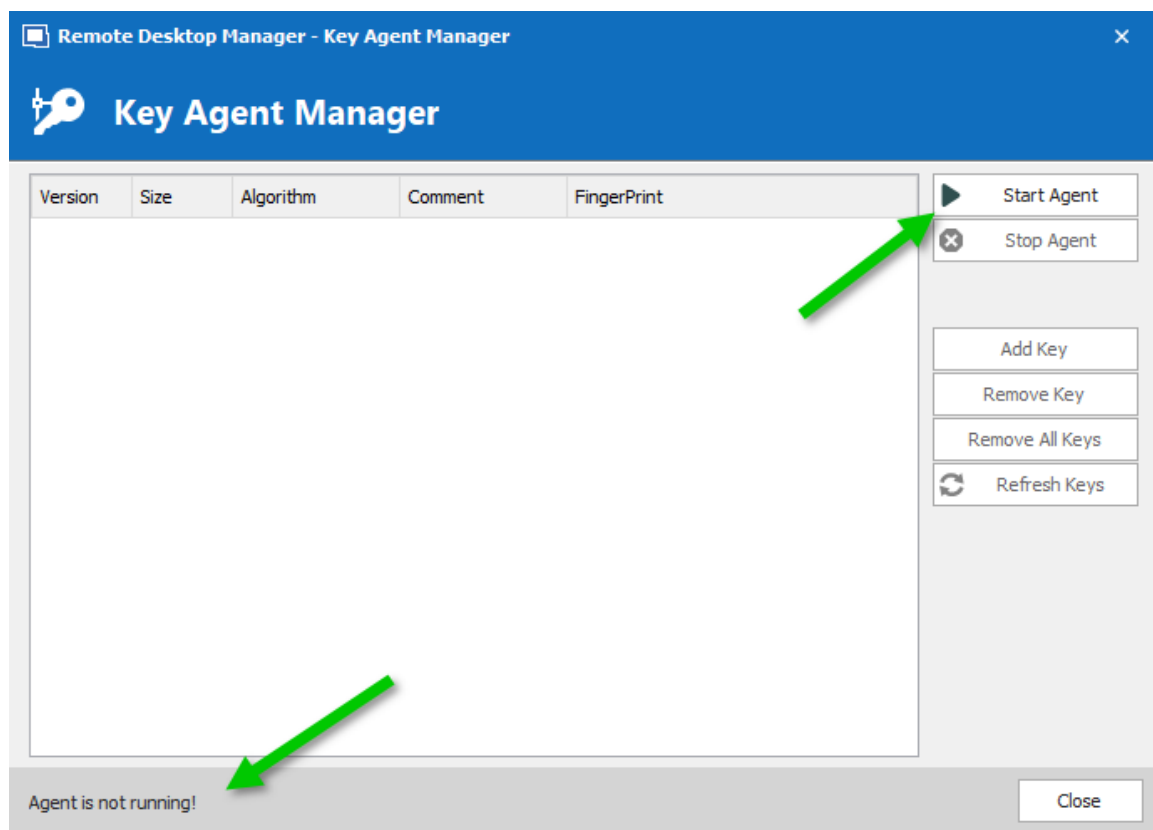 Remote Desktop Manager - Key Agent Manager
Key Agent Manager
Version Size Algorithm Comment FingerPrint
Start Agent
Stop Agent
Add Key
Remove Key
Remove All Keys
Refresh Keys
Agent is not running!
Close